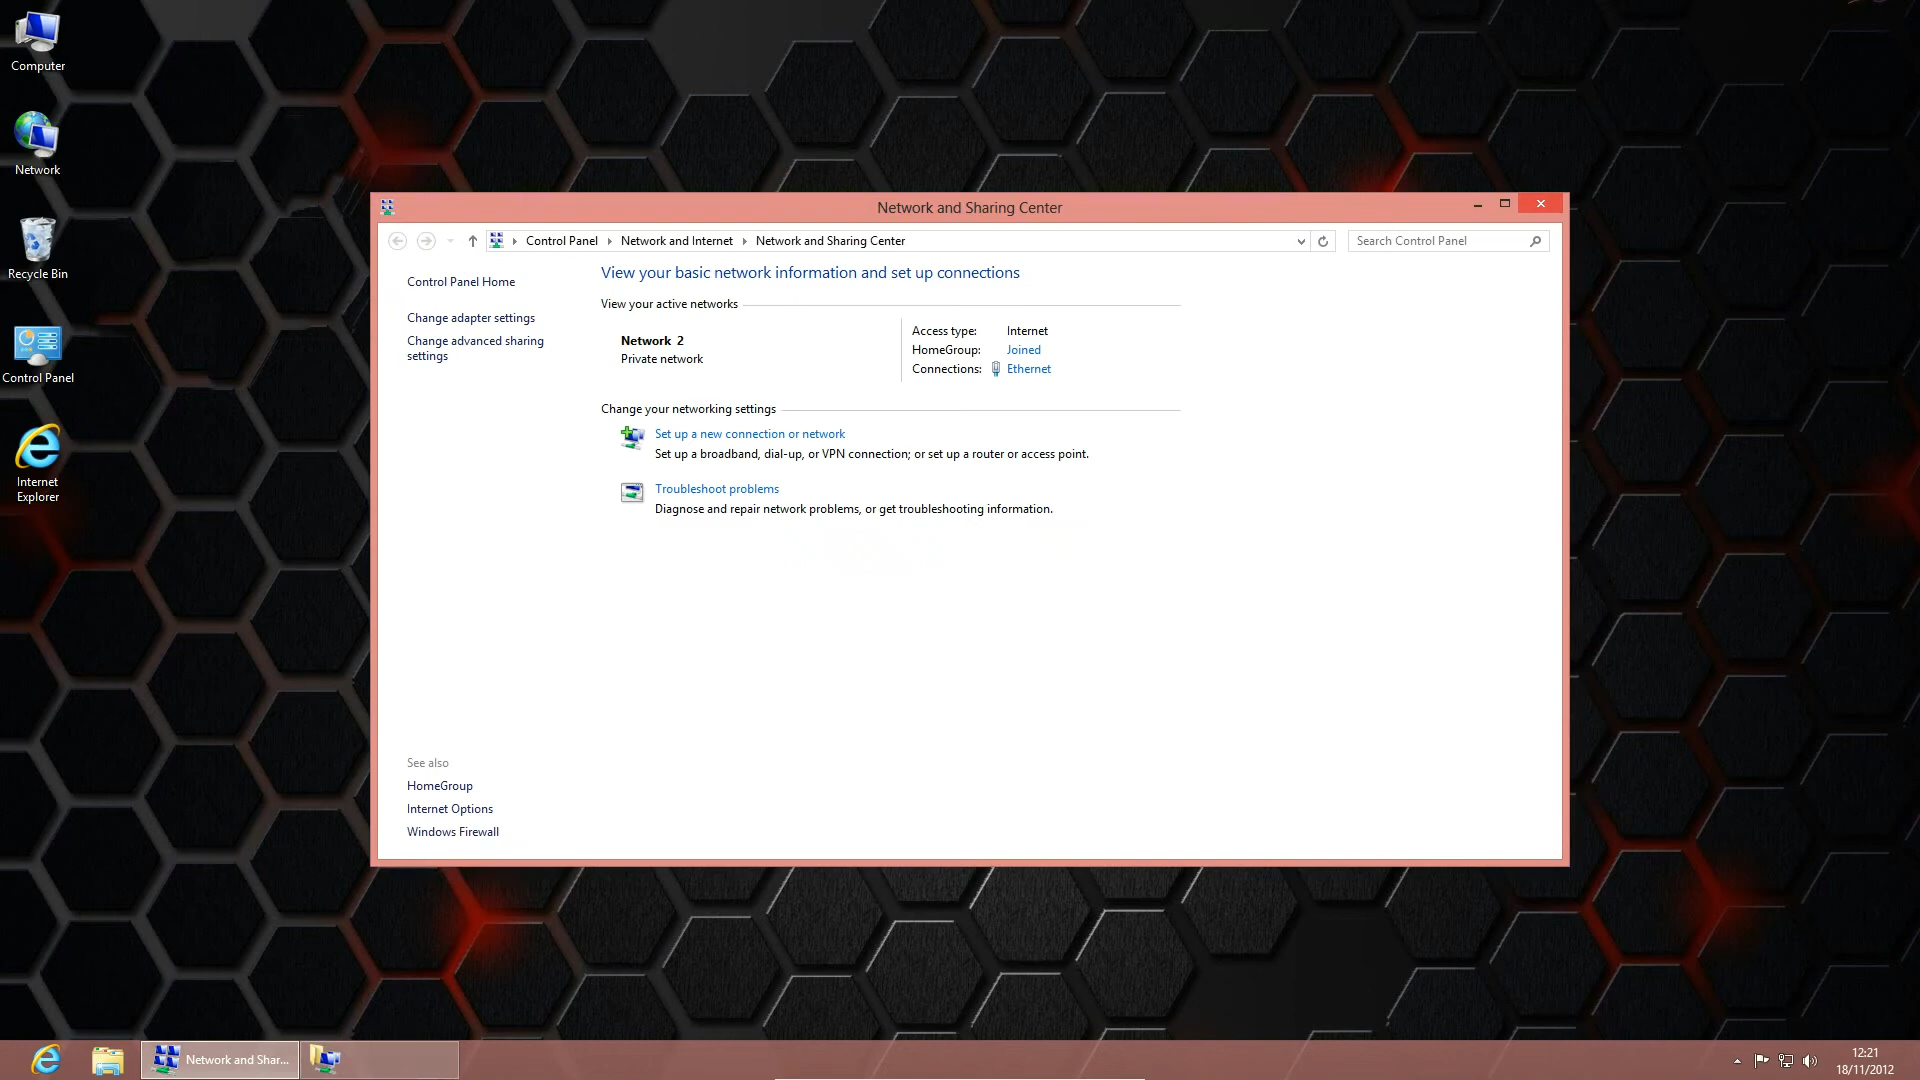 Computer
Network
Recycle Bin
Control Panel
Internet
Explorer
Network and Sharing Center
Control Panel
Network and Internet
Network and Sharing Center
Search Control Panel
Control Panel Home
Change adapter settings
Change advanced sharing
settings
View your basic network information and set up connections
View your active networks
Network 2
Private network
Access type: Internet
HomeGroup: Joined
Connections: Ethernet
Change your networking settings
Set up a new connection or network
Set up a broadband, dial-up, or VPN connection; or set up a router or access point.
Troubleshoot problems
Diagnose and repair network problems, or get troubleshooting information.
See also
HomeGroup
Internet Options
Windows Firewall
Network and Shar...
12:21
18/11/2012